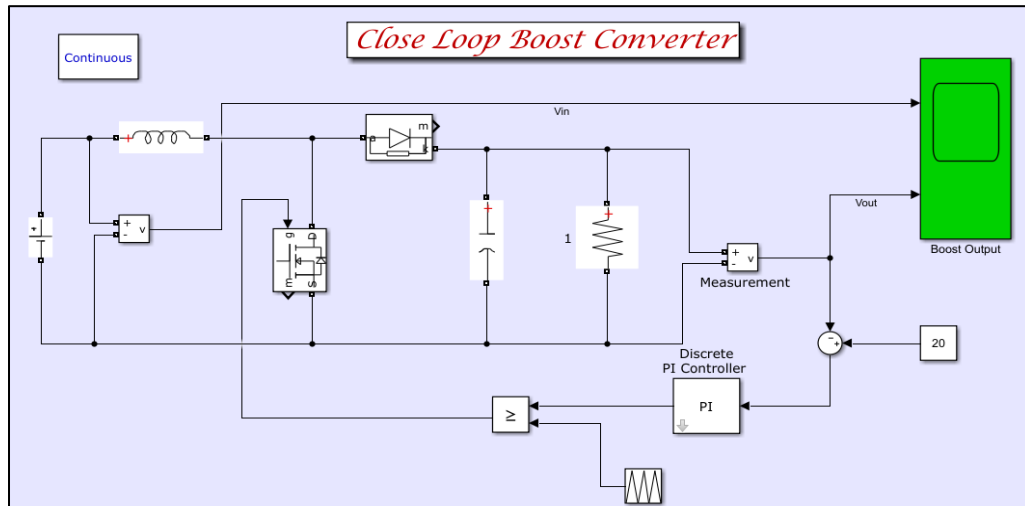 Close Loop Boost Converter
Continuous
Vin
m
a
k
+
+
-
v
g
D
m
S
+
1
+
+
-
v
Measurement
Vout
Boost Output
-
+
20
Discrete
PI Controller
PI
≥